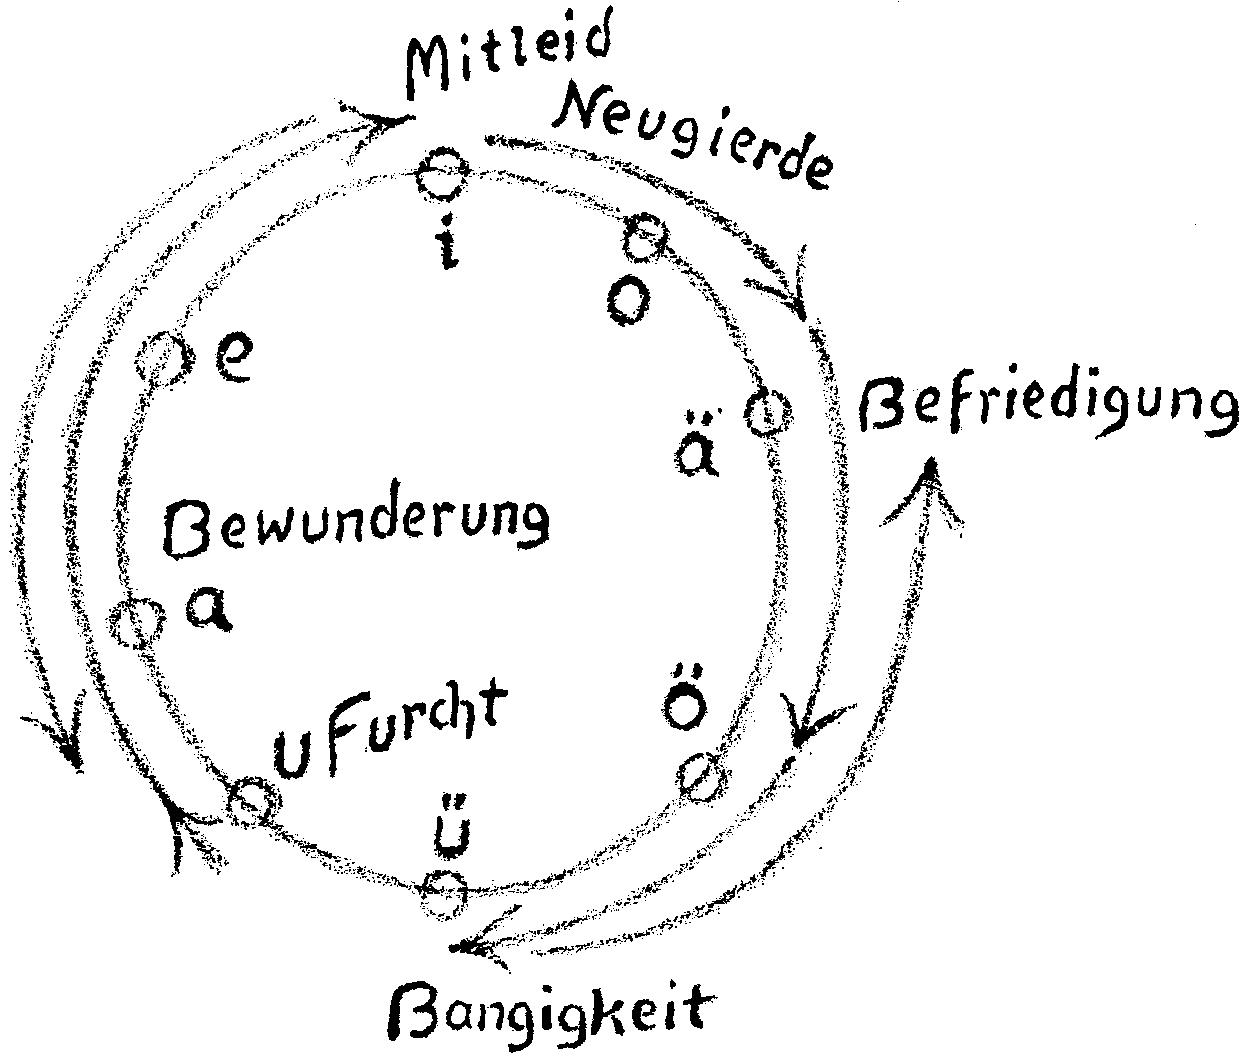 Mitleid
Neugierde
i
o
e
ä
Befriedigung
Bewunderung
a
ö
u Furcht
ü
Bangigkeit